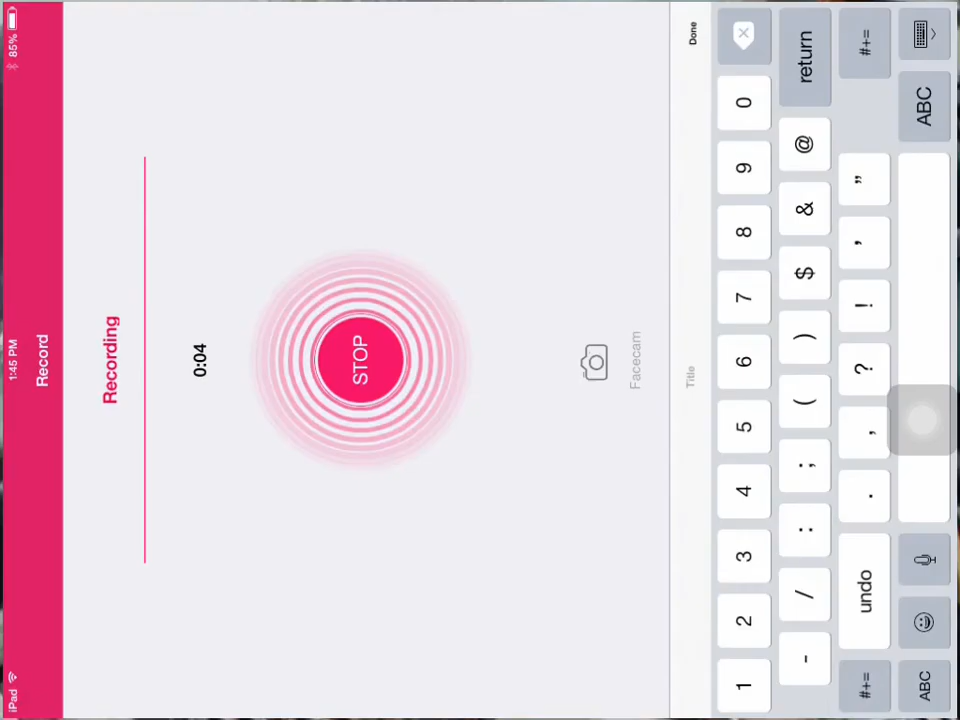 iPad 1:45 PM 85%
Record
Recording
0:04
STOP
Facecam
Title Done
1 2 3 4 5 6 7 8 9 0
- / : ; ( ) $ & @ return
#+= undo . , ? ! ' " #+=
ABC ABC